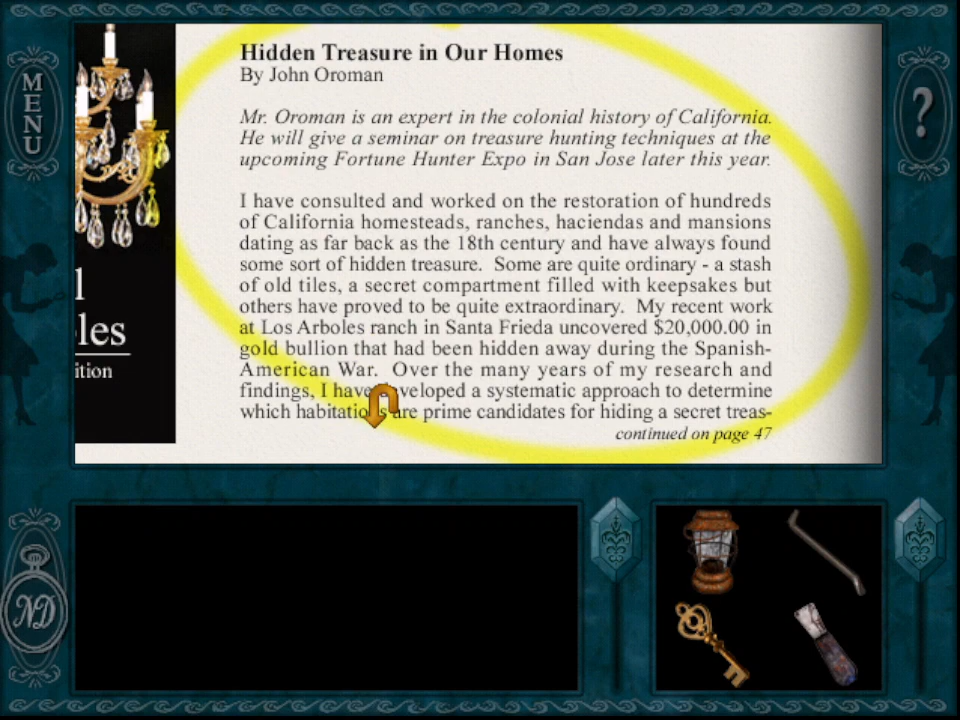 MENU
?
Hidden Treasure in Our Homes
By John Oroman
Mr. Oroman is an expert in the colonial history of California.
He will give a seminar on treasure hunting techniques at the
upcoming Fortune Hunter Expo in San Jose later this year.
I have consulted and worked on the restoration of hundreds
of California homesteads, ranches, haciendas and mansions
dating as far back as the 18th century and have always found
some sort of hidden treasure. Some are quite ordinary - a stash
of old tiles, a secret compartment filled with keepsakes but
others have proved to be quite extraordinary. My recent work
at Los Arboles ranch in Santa Frieda uncovered $20,000.00 in
gold bullion that had been hidden away during the Spanish-
American War. Over the many years of my research and
findings, I have developed a systematic approach to determine
which habitations are prime candidates for hiding a secret treas-
continued on page 47
l
les
ition
ND